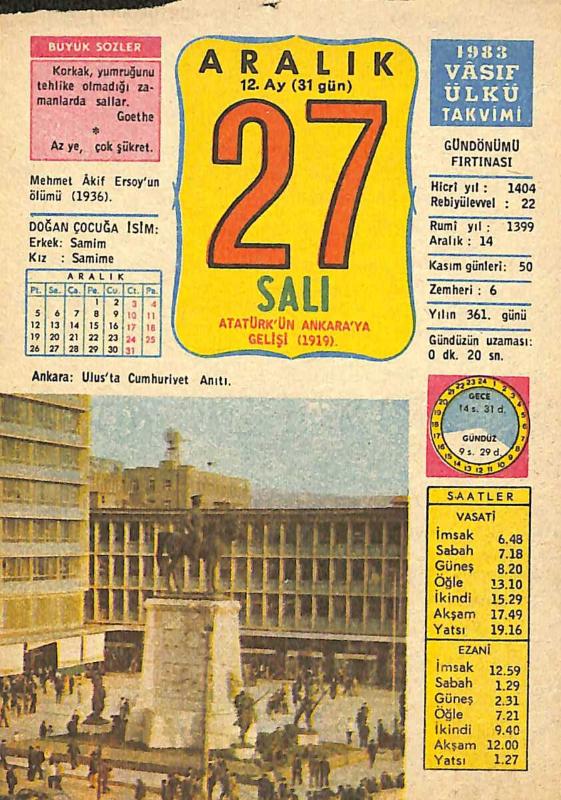 BÜYÜK SÖZLER
Korkak, yumruğunu
tehlike olmadığı za-
manlarda sallar.
Goethe
*
Az ye, çok şükret.
Mehmet Âkif Ersoy'un
ölümü (1936).
DOĞAN ÇOCUĞA İSİM:
Erkek: Samim
Kız : Samime
ARALIK
Pt. Sa. Ça. Pe. Cu. Ct. Pa.
1 2 3 4
5 6 7 8 9 10 11
12 13 14 15 16 17 18
19 20 21 22 23 24 25
26 27 28 29 30 31
ARALIK
12. Ay (31 gün)
27
SALI
ATATÜRK'ÜN ANKARA'YA
GELİŞİ (1919).
1983
VÂSIF
ÜLKÜ
TAKVİMİ
GÜNDÖNÜMÜ
FIRTINASI
Hicrî yıl : 1404
Rebiyülevvel : 22
Rumî yıl : 1399
Aralık : 14
Kasım günleri: 50
Zemheri : 6
Yılın 361. günü
Gündüzün uzaması:
0 dk. 20 sn.
Ankara: Ulus'ta Cumhuriyet Anıtı.
GECE
14 s. 31 d.
GÜNDÜZ
9 s. 29 d.
SAATLER
VASATİ
İmsak 6.48
Sabah 7.18
Güneş 8.20
Öğle 13.10
İkindi 15.29
Akşam 17.49
Yatsı 19.16
EZANİ
İmsak 12.59
Sabah 1.29
Güneş 2.31
Öğle 7.21
İkindi 9.40
Akşam 12.00
Yatsı 1.27